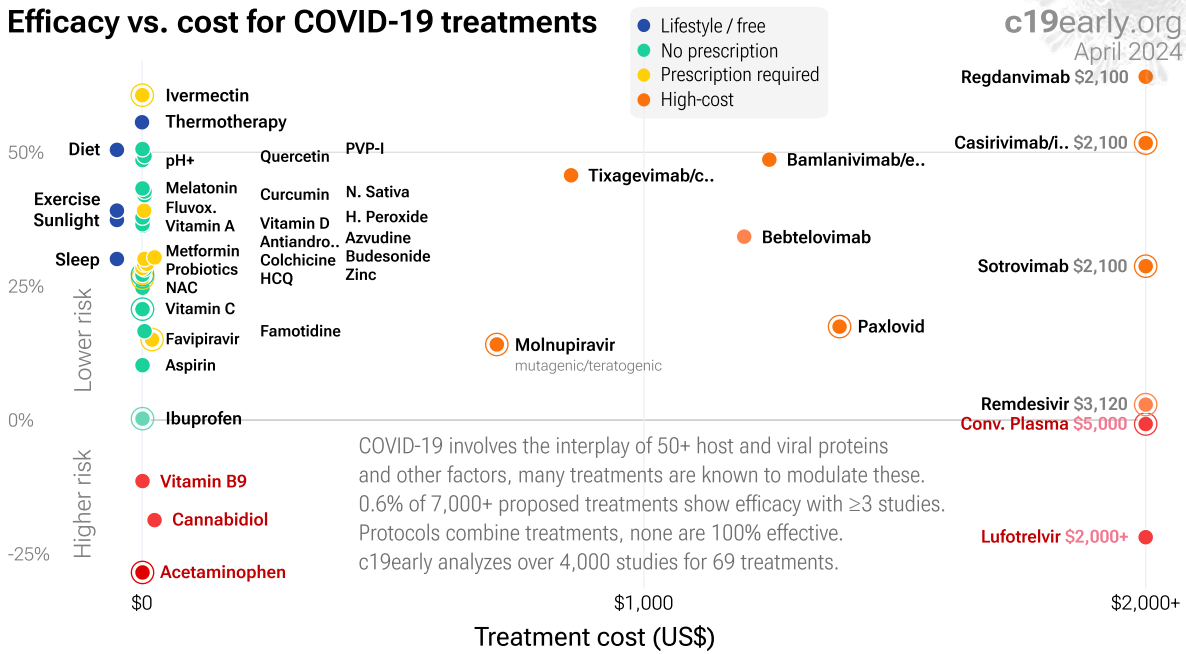 Efficacy vs. cost for COVID-19 treatments
Lifestyle / free
No prescription
Prescription required
High-cost
c19early.org
April 2024
Regdanvimab $2,100
Ivermectin
Thermotherapy
Casirivimab/i.. $2,100
50%
Diet
pH+
Quercetin
PVP-I
Bamlanivimab/e..
Tixagevimab/c..
Melatonin
Curcumin
N. Sativa
Exercise
Fluvox.
Sunlight
Vitamin A
Vitamin D
H. Peroxide
Bebtelovimab
Antiandro..
Azvudine
Sleep
Metformin
Colchicine
Budesonide
Probiotics
HCQ
Zinc
Sotrovimab $2,100
25%
NAC
Vitamin C
Favipiravir
Famotidine
Paxlovid
Molnupiravir
mutagenic/teratogenic
Aspirin
Lower risk
Remdesivir $3,120
0%
Ibuprofen
Conv. Plasma $5,000
COVID-19 involves the interplay of 50+ host and viral proteins
and other factors, many treatments are known to modulate these.
0.6% of 7,000+ proposed treatments show efficacy with ≥3 studies.
Protocols combine treatments, none are 100% effective.
c19early analyzes over 4,000 studies for 69 treatments.
Higher risk
Vitamin B9
Cannabidiol
Lufotrelvir $2,000+
-25%
Acetaminophen
$0
$1,000
$2,000+
Treatment cost (US$)